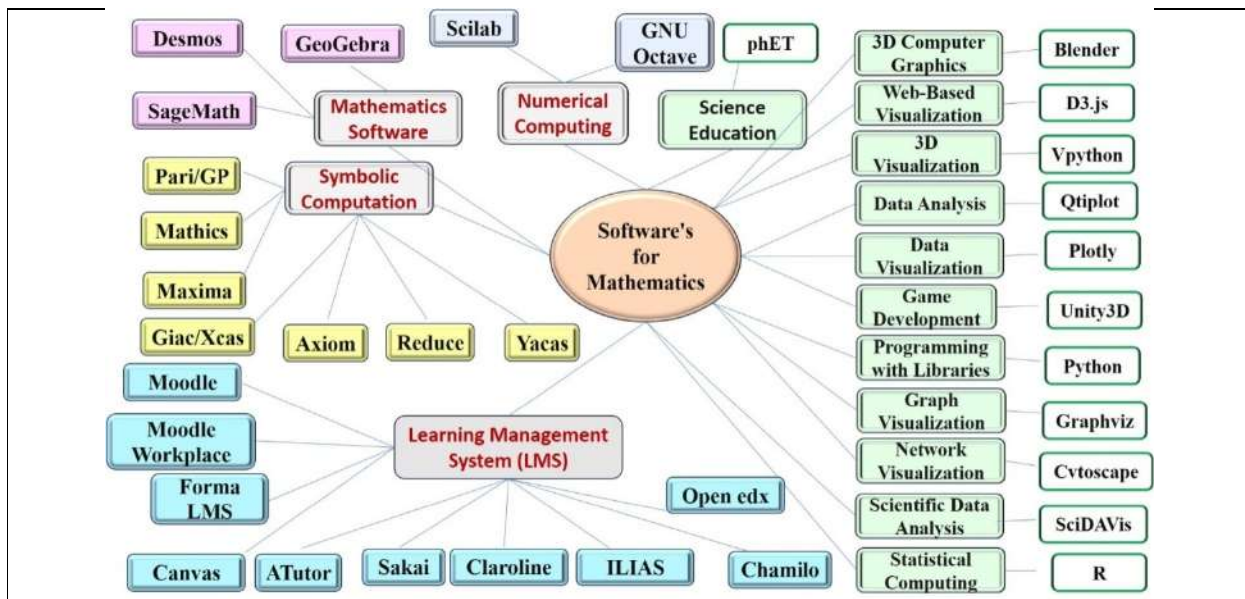 Desmos
GeoGebra
Scilab
GNU
Octave
phET
SageMath
Mathematics
Software
Numerical
Computing
Science
Education
Pari/GP
Mathics
Maxima
Giac/Xcas
Symbolic
Computation
Axiom
Reduce
Yacas
Software's
for
Mathematics
Moodle
Moodle
Workplace
Forma
LMS
Canvas
Learning Management
System (LMS)
ATutor
Sakai
Claroline
ILIAS
Open edx
Chamilo
3D Computer
Graphics
Blender
Web-Based
Visualization
D3.js
3D
Visualization
Vpython
Data Analysis
Qtiplot
Data
Visualization
Plotly
Game
Development
Unity3D
Programming
with Libraries
Python
Graph
Visualization
Graphviz
Network
Visualization
Cvtoscape
Scientific Data
Analysis
SciDAVis
Statistical
Computing
R